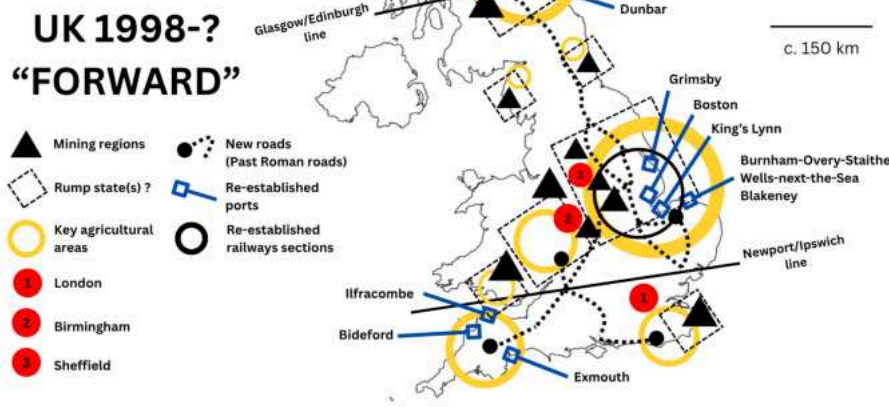 UK 1998-?
“FORWARD”
Mining regions
New roads
(Past Roman roads)
Rump state(s) ?
Re-established
ports
Key agricultural
areas
Re-established
railways sections
1 London
2 Birmingham
3 Sheffield
Glasgow/Edinburgh
line
Dunbar
c. 150 km
Grimsby
Boston
King's Lynn
Burnham-Overy-Staithe
Wells-next-the-Sea
Blakeney
3
2
Newport/Ipswich
line
1
Ilfracombe
Bideford
Exmouth